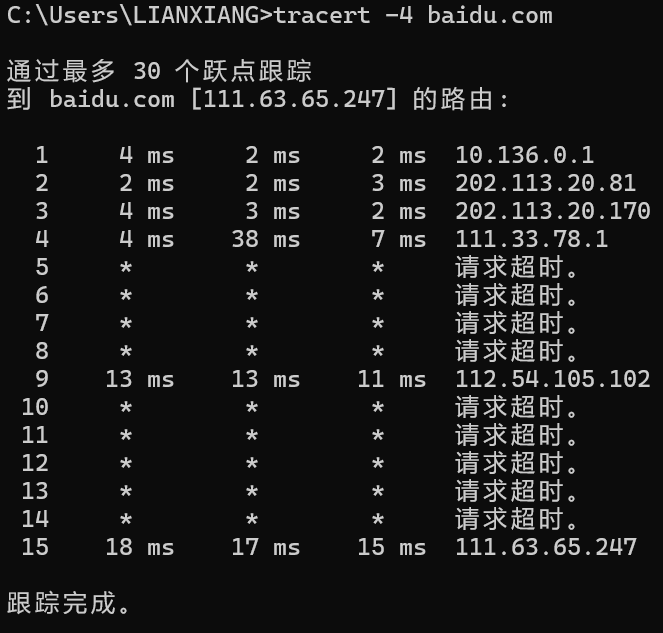 C:\Users\LIANXIANG>tracert -4 baidu.com
通过最多 30 个跃点跟踪
到 baidu.com [111.63.65.247] 的路由:
1 4 ms 2 ms 2 ms 10.136.0.1
2 2 ms 2 ms 3 ms 202.113.20.81
3 4 ms 3 ms 2 ms 202.113.20.170
4 4 ms 38 ms 7 ms 111.33.78.1
5 * * * 请求超时。
6 * * * 请求超时。
7 * * * 请求超时。
8 * * * 请求超时。
9 13 ms 13 ms 11 ms 112.54.105.102
10 * * * 请求超时。
11 * * * 请求超时。
12 * * * 请求超时。
13 * * * 请求超时。
14 * * * 请求超时。
15 18 ms 17 ms 15 ms 111.63.65.247
跟踪完成。